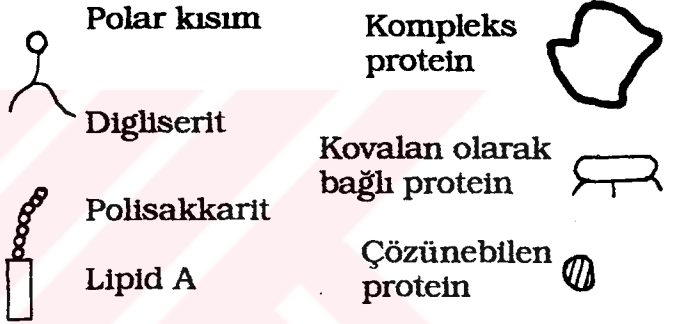 Polar kısım
Digliserit
Polisakkarit
Lipid A
Kompleks
protein
Kovalan olarak
bağlı protein
Çözünebilen
protein